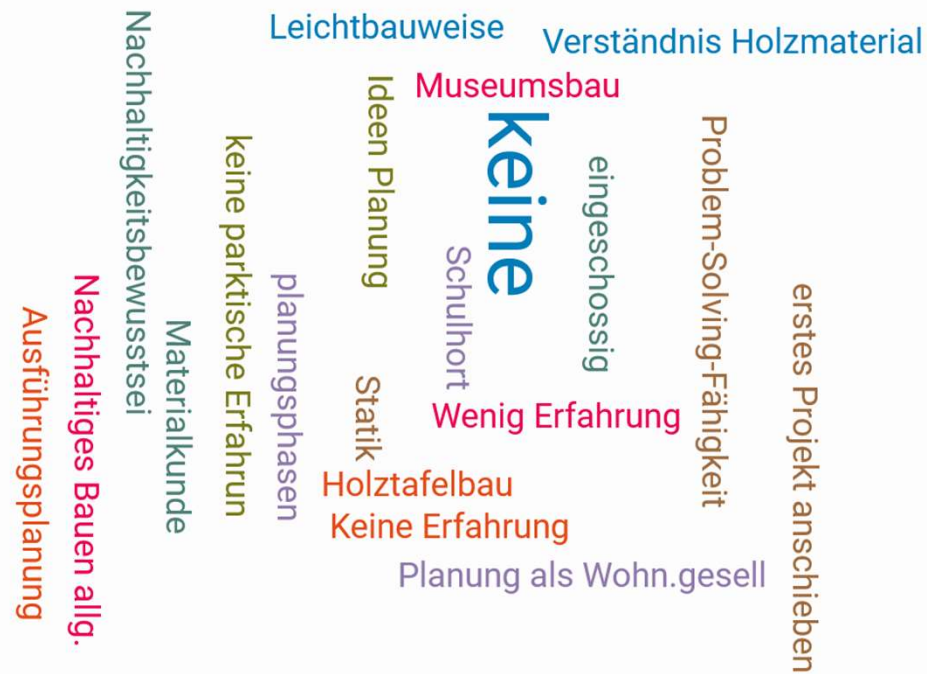 Leichtbauweise
Verständnis Holzmaterial
Museumsbau
Nachhaltigkeitsbewusstsei
Ideen Planung
keine
Problem-Solving-Fähigkeit
keine parktische Erfahrun
eingeschossig
Schulhort
planungsphasen
Nachhaltiges Bauen allg.
erstes Projekt anschieben
Ausführungsplanung
Materialkunde
Statik
Wenig Erfahrung
Holztafelbau
Keine Erfahrung
Planung als Wohn.gesell